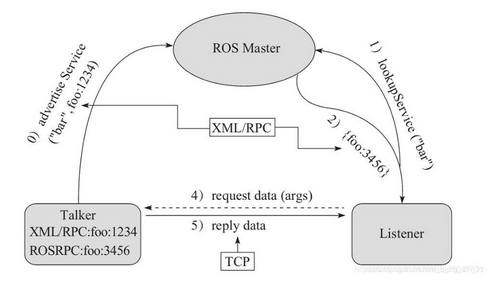 ROS Master
0) advertise Service
("bar", foo:1234)
1) lookupService ("bar")
XML/RPC
2) {foo:3456}
4) request data (args)
5) reply data
Talker
XML/RPC:foo:1234
ROSRPC:foo:3456
Listener
TCP